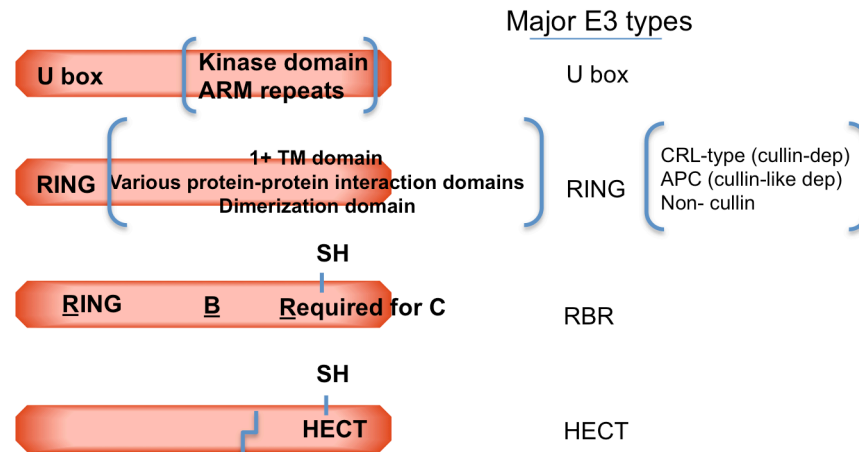 Major E3 types
U box
Kinase domain
ARM repeats
U box
RING
1+ TM domain
Various protein-protein interaction domains
Dimerization domain
RING
CRL-type (cullin-dep)
APC (cullin-like dep)
Non- cullin
SH
RING
B
Required for C
RBR
SH
HECT
HECT